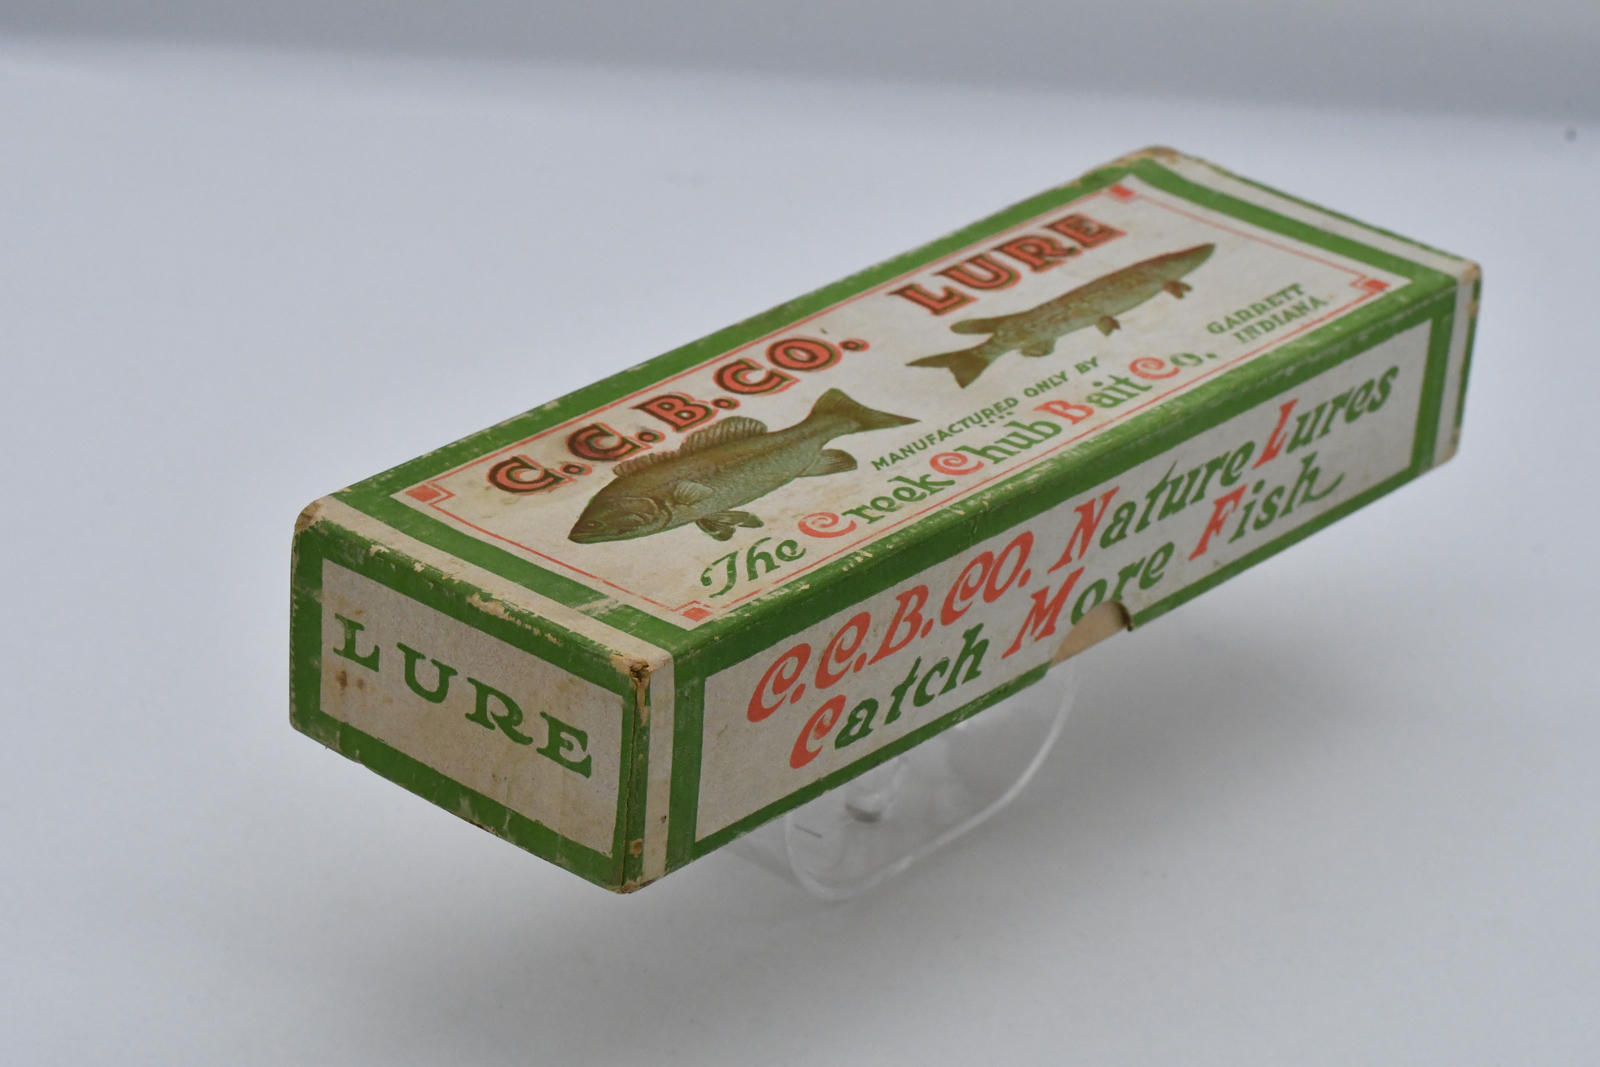 C.C.B.CO. LURE
MANUFACTURED ONLY BY
The Creek Chub Bait Co.
GARRETT
INDIANA
C.C.B.CO. Nature Lures
Catch More Fish
LURE